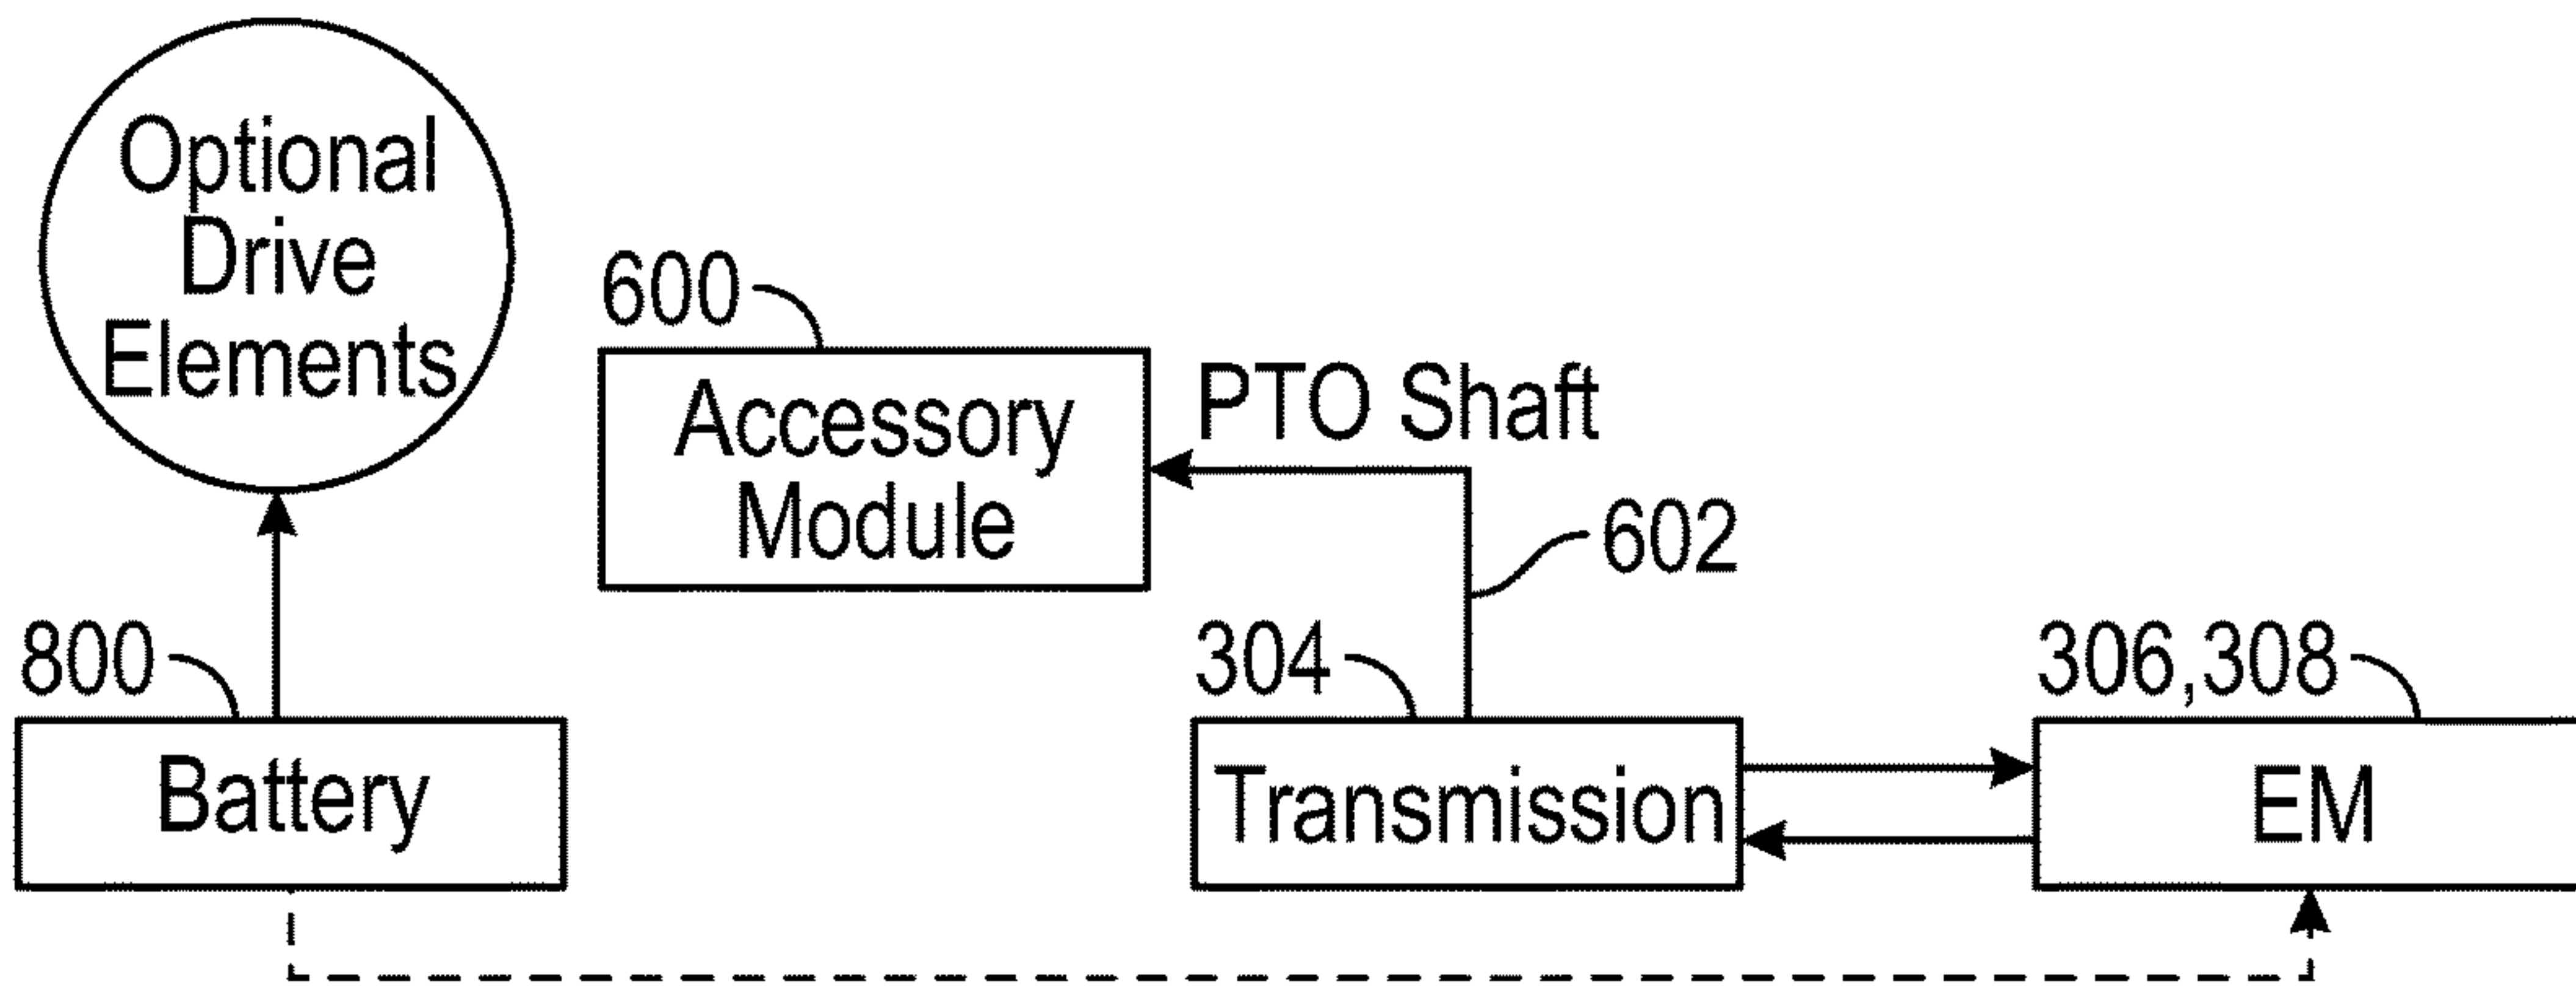 Optional
Drive
Elements
600
Accessory
Module
PTO Shaft
602
800
Battery
304
Transmission
306,308
EM